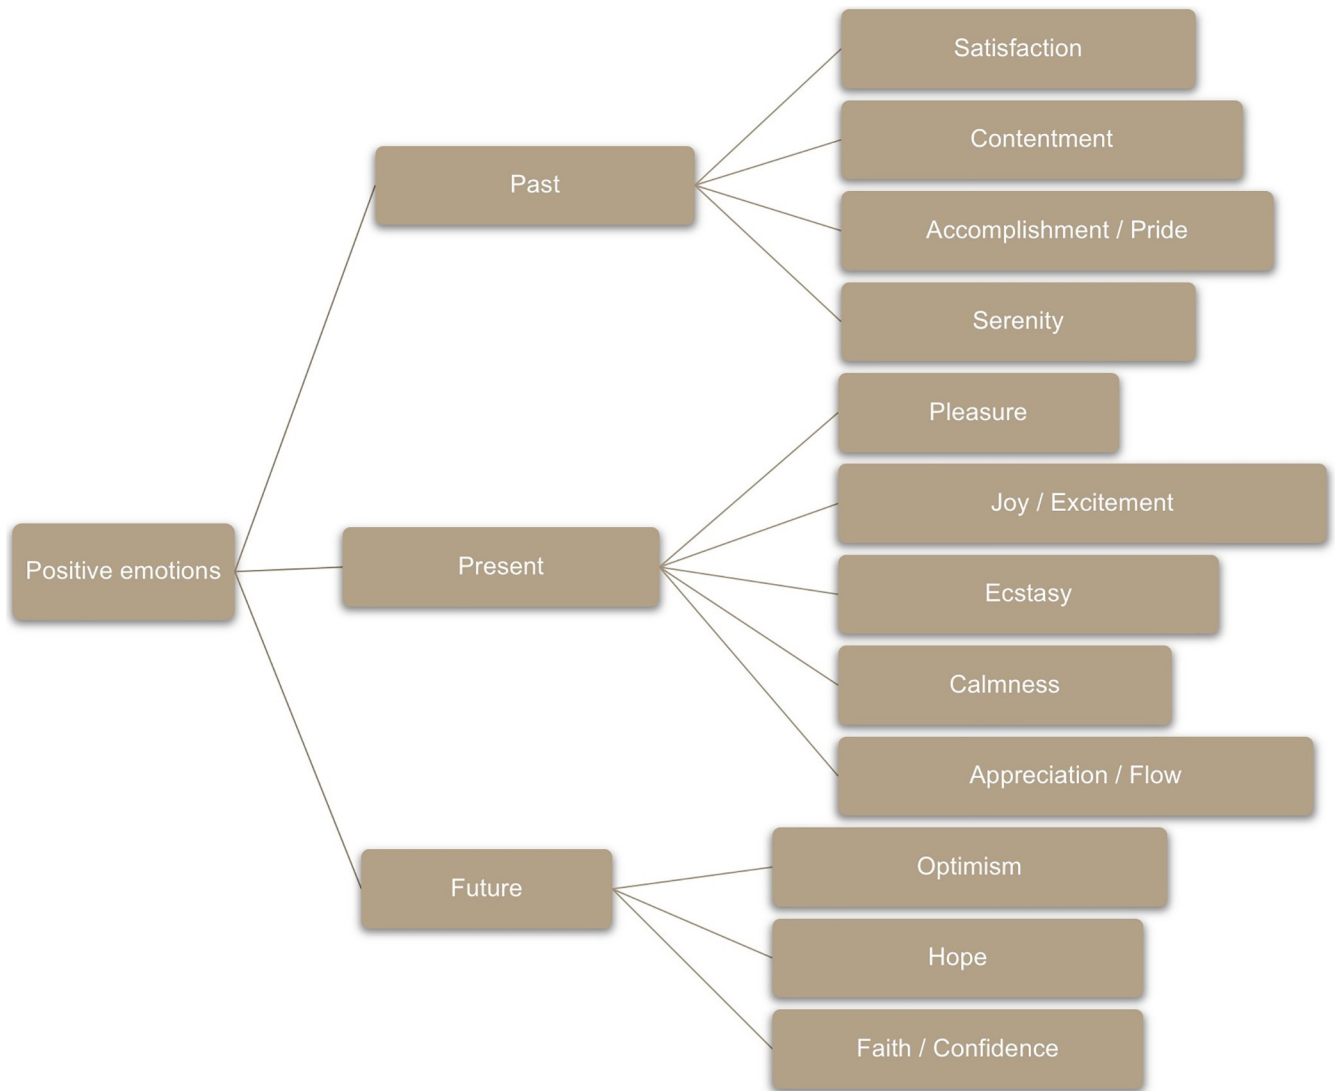 Positive emotions
Past
Satisfaction
Contentment
Accomplishment / Pride
Serenity
Present
Pleasure
Joy / Excitement
Ecstasy
Calmness
Appreciation / Flow
Future
Optimism
Hope
Faith / Confidence